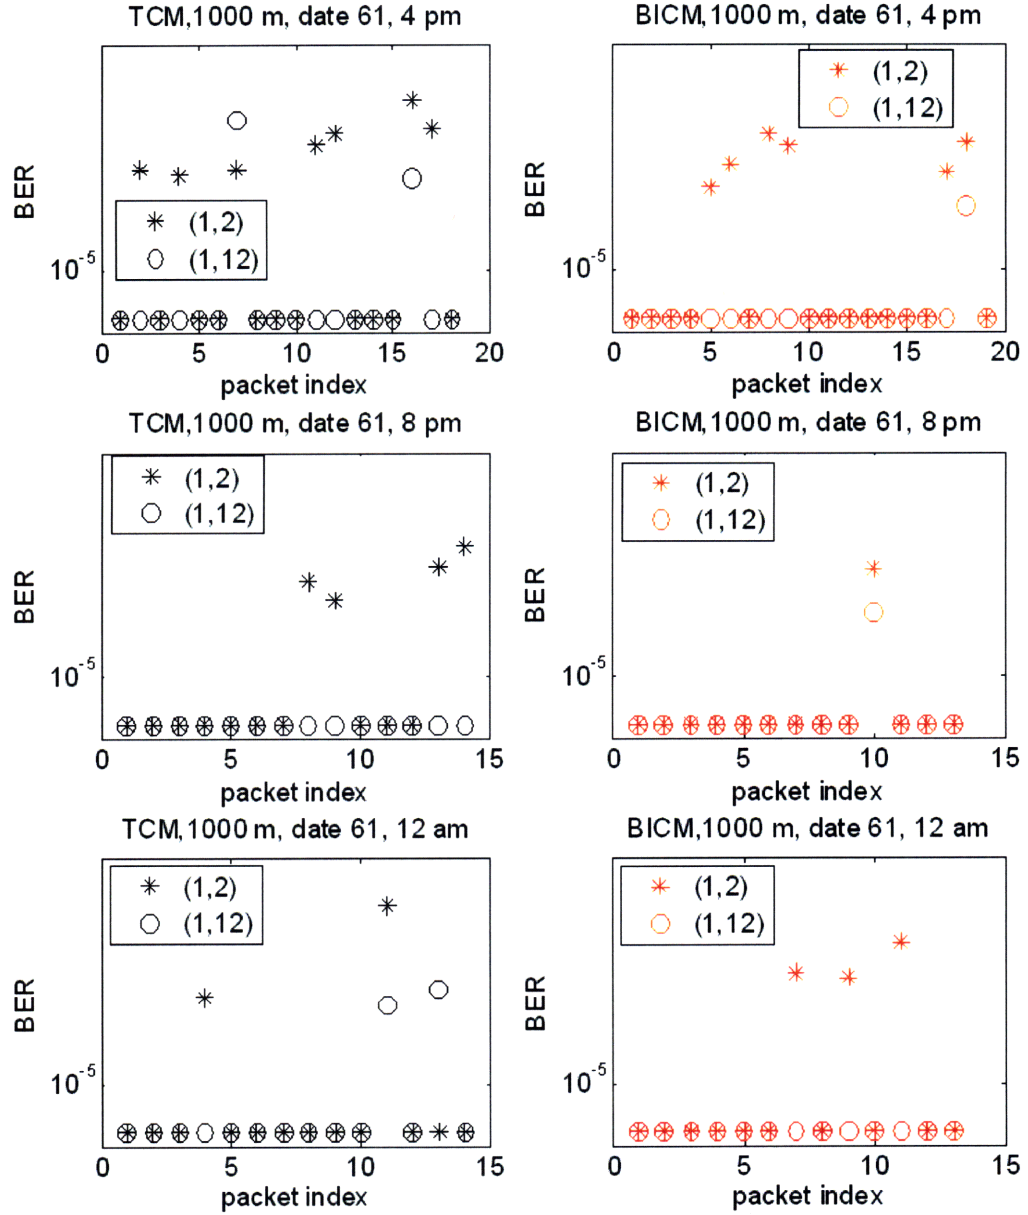 TCM,1000 m, date 61, 4 pm
BER
(1,2)
(1,12)
10^-5
0 5 10 15 20
packet index
BICM,1000 m, date 61, 4 pm
BER
(1,2)
(1,12)
10^-5
0 5 10 15 20
packet index
TCM,1000 m, date 61, 8 pm
BER
(1,2)
(1,12)
10^-5
0 5 10 15
packet index
BICM,1000 m, date 61, 8 pm
BER
(1,2)
(1,12)
10^-5
0 5 10 15
packet index
TCM,1000 m, date 61, 12 am
BER
(1,2)
(1,12)
10^-5
0 5 10 15
packet index
BICM,1000 m, date 61, 12 am
BER
(1,2)
(1,12)
10^-5
0 5 10 15
packet index